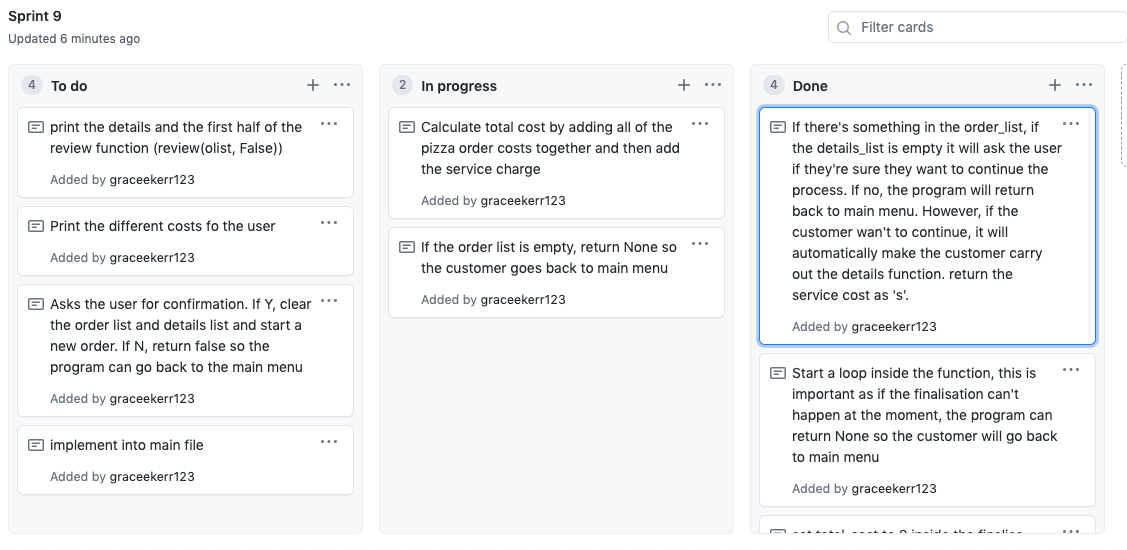 Sprint 9
Updated 6 minutes ago
Filter cards
4 To do
print the details and the first half of the
review function (review(olist, False))
Added by graceekerr123
Print the different costs fo the user
Added by graceekerr123
Asks the user for confirmation. If Y, clear
the order list and details list and start a
new order. If N, return false so the
program can go back to the main menu
Added by graceekerr123
implement into main file
Added by graceekerr123
2 In progress
Calculate total cost by adding all of the
pizza order costs together and then add
the service charge
Added by graceekerr123
If the order list is empty, return None so
the customer goes back to main menu
Added by graceekerr123
4 Done
If there's something in the order_list, if
the details_list is empty it will ask the user
if they're sure they want to continue the
process. If no, the program will return
back to main menu. However, if the
customer wan't to continue, it will
automatically make the customer carry
out the details function. return the
service cost as 's'.
Added by graceekerr123
Start a loop inside the function, this is
important as if the finalisation can't
happen at the moment, the program can
return None so the customer will go back
to main menu
Added by graceekerr123